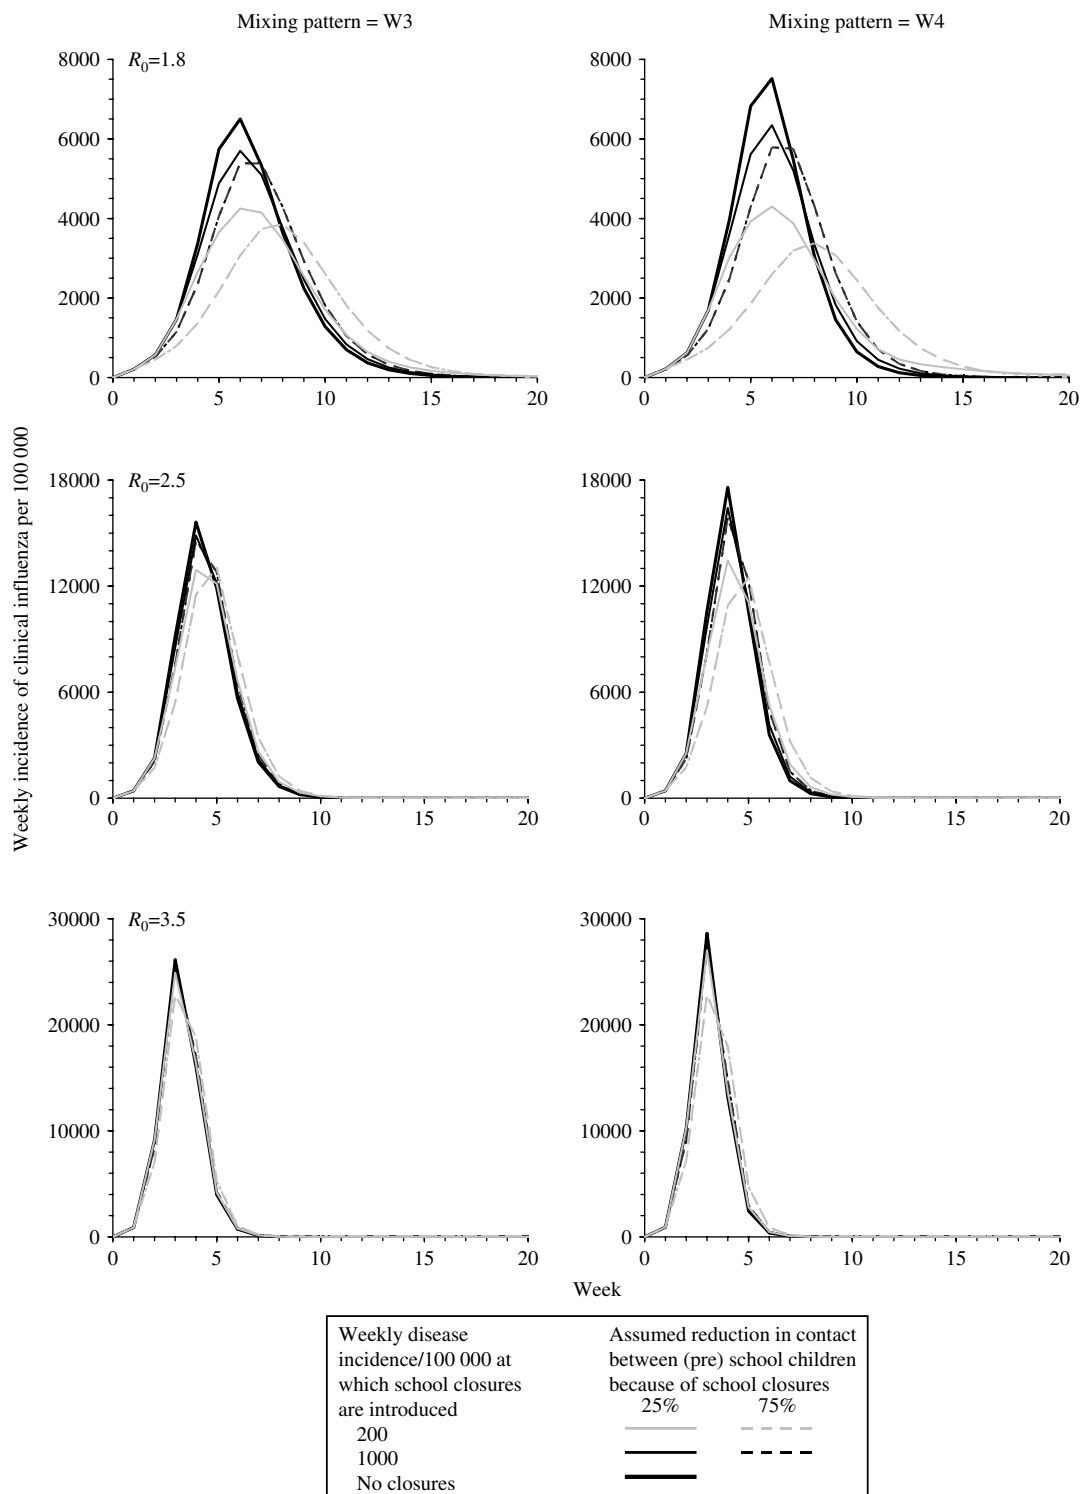 Mixing pattern = W3
Mixing pattern = W4
Weekly incidence of clinical influenza per 100 000
R0=1.8
8000
6000
4000
2000
0
0 5 10 15 20
8000
6000
4000
2000
0
0 5 10 15 20
R0=2.5
18000
12000
6000
0
0 5 10 15 20
18000
12000
6000
0
0 5 10 15 20
R0=3.5
30000
20000
10000
0
0 5 10 15 20
30000
20000
10000
0
0 5 10 15 20
Week
Weekly disease
incidence/100 000 at
which school closures
are introduced
200
1000
No closures
Assumed reduction in contact
between (pre) school children
because of school closures
25% 75%